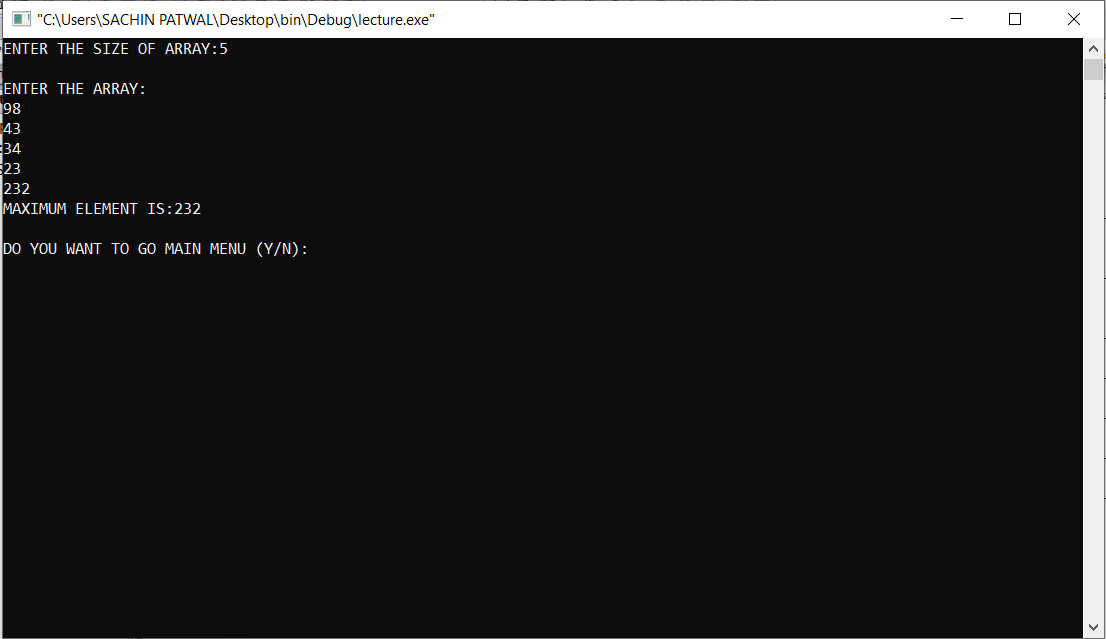 "C:\Users\SACHIN PATWAL\Desktop\bin\Debug\lecture.exe"
ENTER THE SIZE OF ARRAY:5
ENTER THE ARRAY:
98
43
34
23
232
MAXIMUM ELEMENT IS:232
DO YOU WANT TO GO MAIN MENU (Y/N):